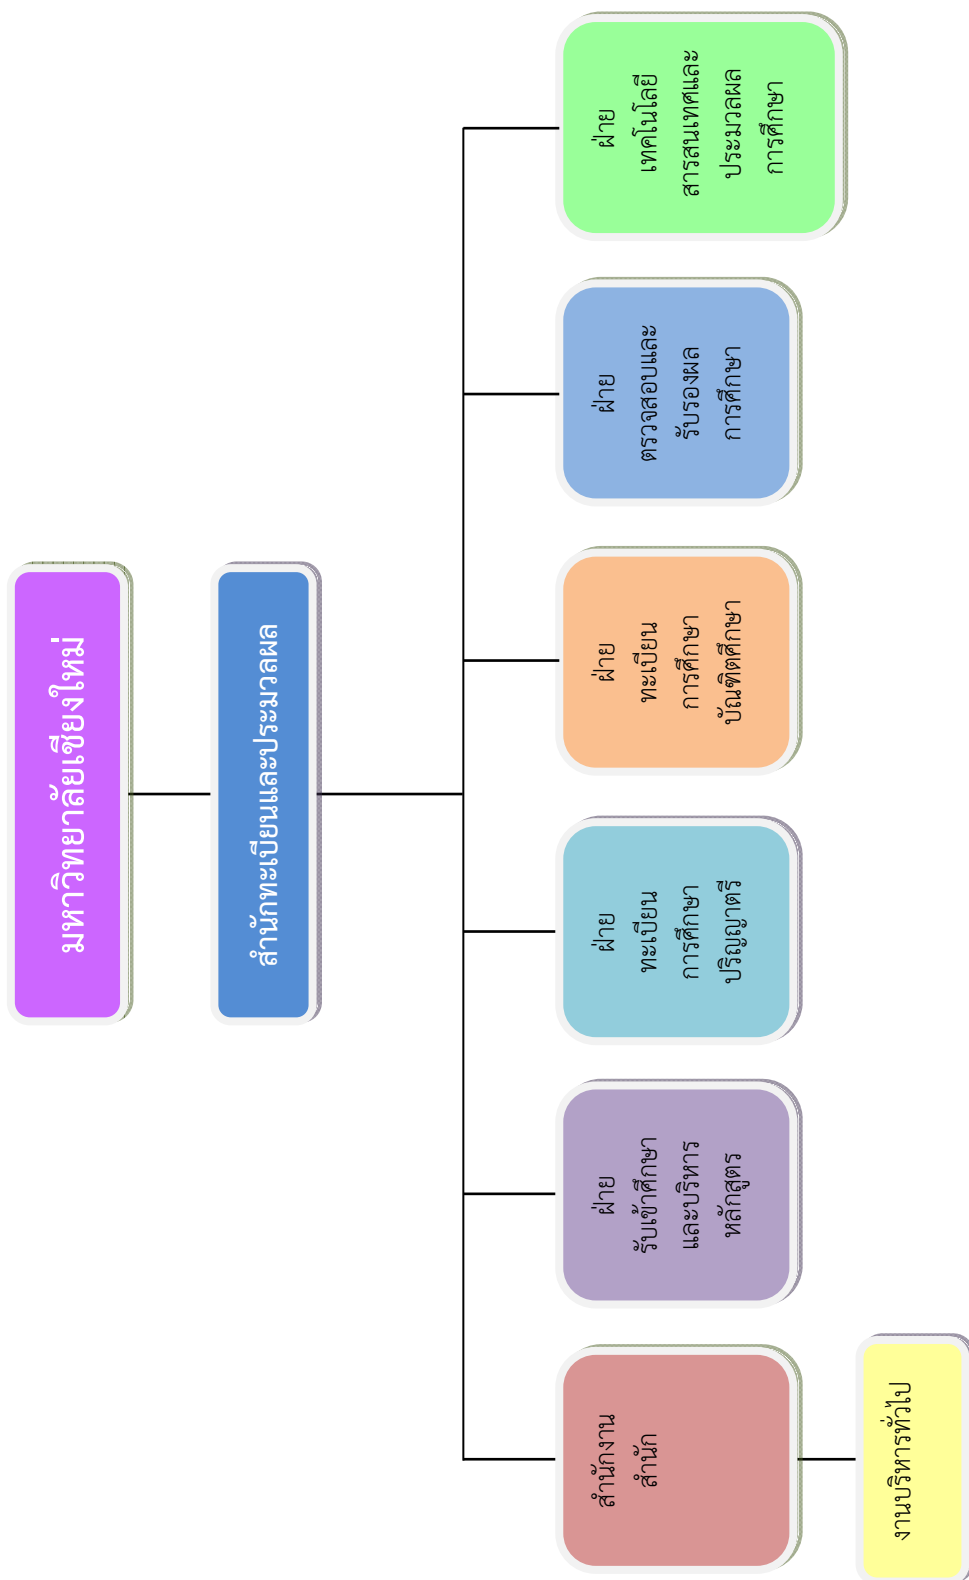 มหาวิทยาลัยเชียงใหม่
สำนักทะเบียนและประมวลผล
สำนักงาน
สำนัก
ฝ่าย
รับเข้าศึกษา
และบริหาร
หลักสูตร
ฝ่าย
ทะเบียน
การศึกษา
ปริญญาตรี
ฝ่าย
ทะเบียน
การศึกษา
บัณฑิตศึกษา
ฝ่าย
ตรวจสอบและ
รับรองผล
การศึกษา
ฝ่าย
เทคโนโลยี
สารสนเทศและ
ประมวลผล
การศึกษา
งานบริหารทั่วไป